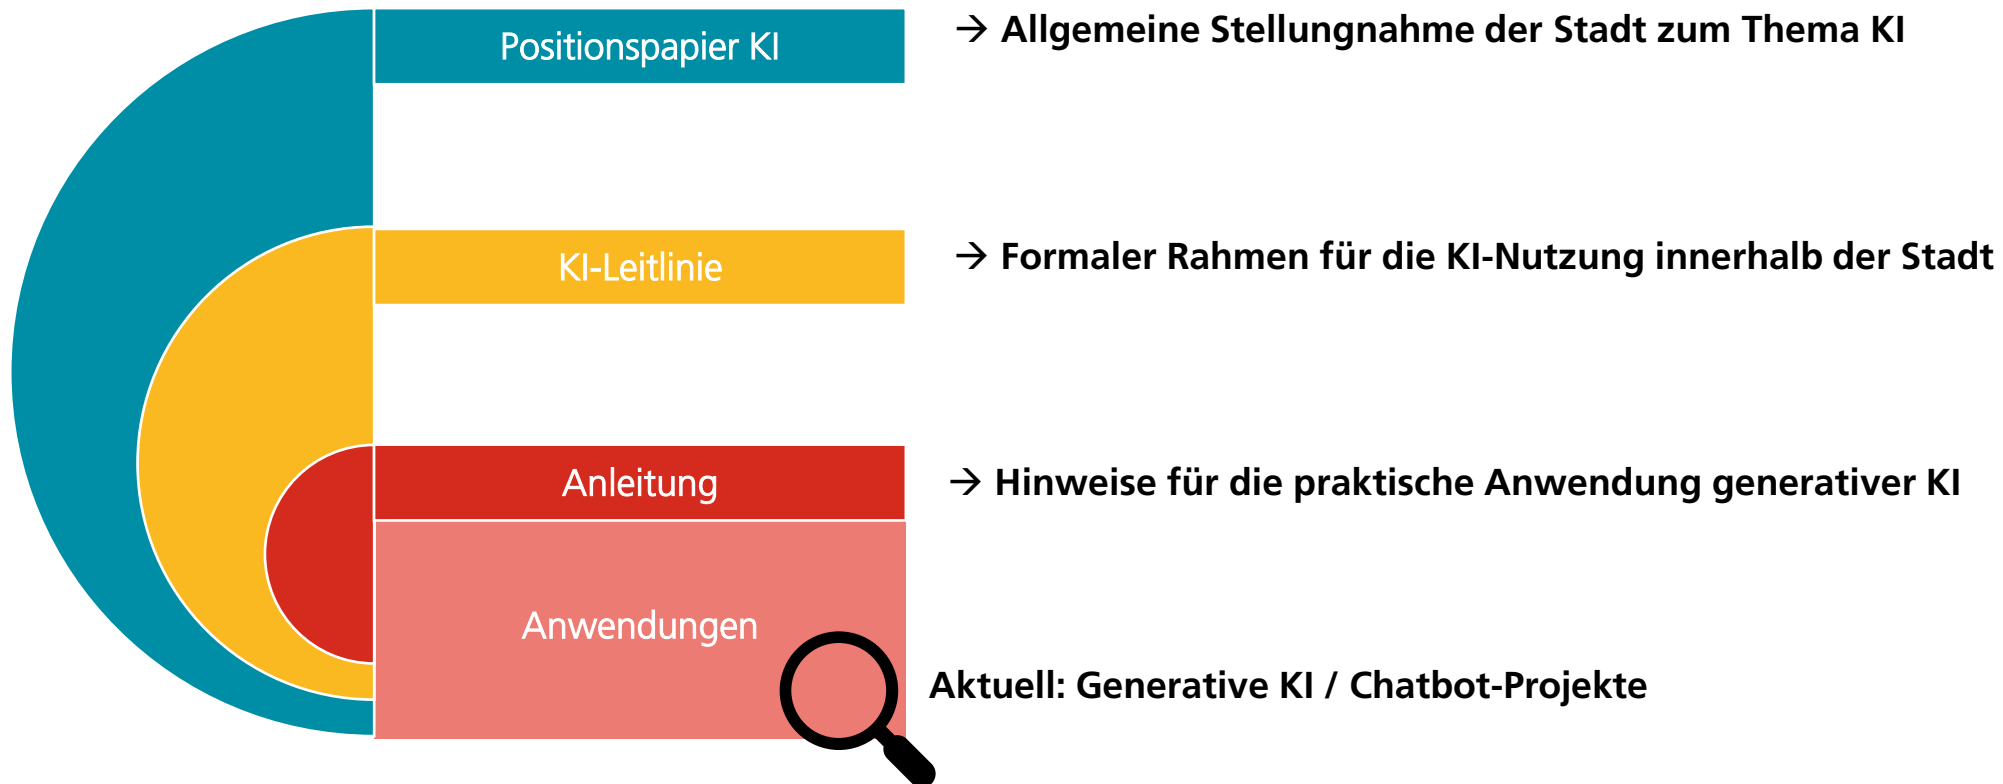 Positionspapier KI
→ Allgemeine Stellungnahme der Stadt zum Thema KI
KI-Leitlinie
→ Formaler Rahmen für die KI-Nutzung innerhalb der Stadt
Anleitung
→ Hinweise für die praktische Anwendung generativer KI
Anwendungen
Aktuell: Generative KI / Chatbot-Projekte